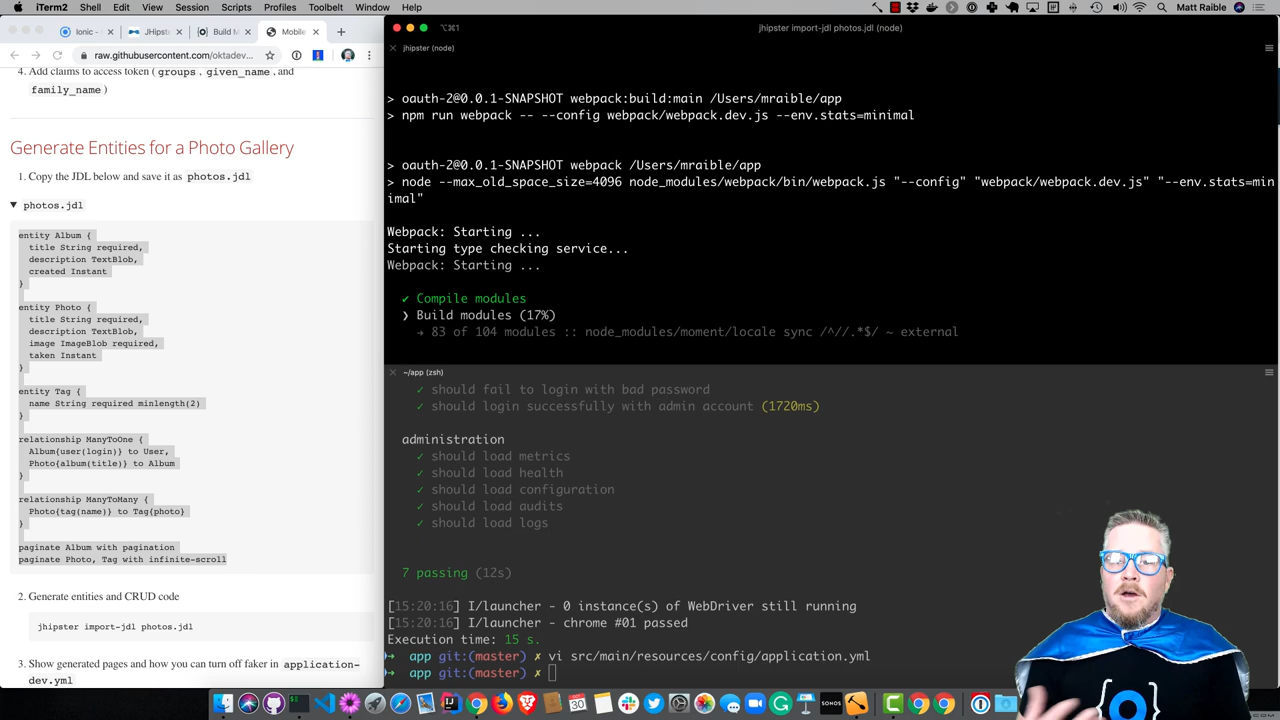 iTerm2 Shell Edit View Session Scripts Profiles Toolbelt Window Help
Matt Raible
Ionic -
JHipst
Build M
Mobile
raw.githubusercontent.com/oktadev...
4. Add claims to access token ( groups , given_name , and
family_name )
Generate Entities for a Photo Gallery
1. Copy the JDL below and save it as photos.jdl
▼ photos.jdl
entity Album {
title String required,
description TextBlob,
created Instant
}
entity Photo {
title String required,
description TextBlob,
image ImageBlob required,
taken Instant
}
entity Tag {
name String required minlength(2)
}
relationship ManyToOne {
Album{user(login)} to User,
Photo{album(title)} to Album
}
relationship ManyToMany {
Photo{tag(name)} to Tag{photo}
}
paginate Album with pagination
paginate Photo, Tag with infinite-scroll
2. Generate entities and CRUD code
jhipster import-jdl photos.jdl
3. Show generated pages and how you can turn off faker in application-
dev.yml
⌥⌘1
jhipster import-jdl photos.jdl (node)
jhipster (node)
> oauth-2@0.0.1-SNAPSHOT webpack:build:main /Users/mraible/app
> npm run webpack -- --config webpack/webpack.dev.js --env.stats=minimal
> oauth-2@0.0.1-SNAPSHOT webpack /Users/mraible/app
> node --max_old_space_size=4096 node_modules/webpack/bin/webpack.js "--config" "webpack/webpack.dev.js" "--env.stats=min
imal"
Webpack: Starting ...
Starting type checking service...
Webpack: Starting ...
✔ Compile modules
❯ Build modules (17%)
→ 83 of 104 modules :: node_modules/moment/locale sync /^\.\/.*$/ ~ external
~/app (zsh)
✓ should fail to login with bad password
✓ should login successfully with admin account (1720ms)
administration
✓ should load metrics
✓ should load health
✓ should load configuration
✓ should load audits
✓ should load logs
7 passing (12s)
[15:20:16] I/launcher - 0 instance(s) of WebDriver still running
[15:20:16] I/launcher - chrome #01 passed
Execution time: 15 s.
➜ app git:(master) ✗ vi src/main/resources/config/application.yml
➜ app git:(master) ✗
30
SONOS